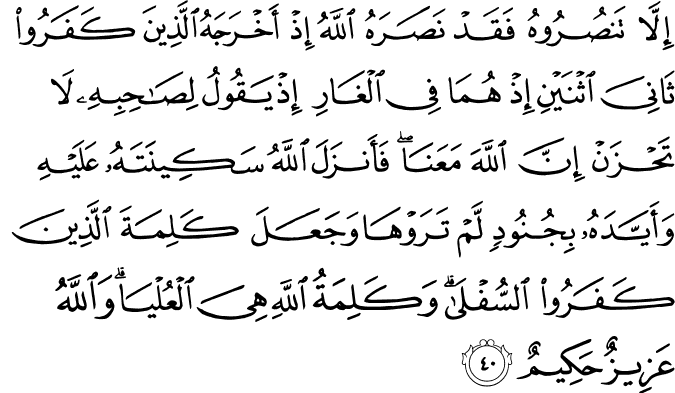 إِلَّا تَنصُرُوهُ فَقَدْ نَصَرَهُ ٱللَّهُ إِذْ أَخْرَجَهُ ٱلَّذِينَ كَفَرُوا۟
ثَانِىَ ٱثْنَيْنِ إِذْ هُمَا فِى ٱلْغَارِ إِذْ يَقُولُ لِصَٰحِبِهِۦ لَا
تَحْزَنْ إِنَّ ٱللَّهَ مَعَنَا ۖ فَأَنزَلَ ٱللَّهُ سَكِينَتَهُۥ عَلَيْهِ
وَأَيَّدَهُۥ بِجُنُودٍ لَّمْ تَرَوْهَا وَجَعَلَ كَلِمَةَ ٱلَّذِينَ
كَفَرُوا۟ ٱلسُّفْلَىٰ ۗ وَكَلِمَةُ ٱللَّهِ هِىَ ٱلْعُلْيَا ۗ وَٱللَّهُ
عَزِيزٌ حَكِيمٌ ٤٠